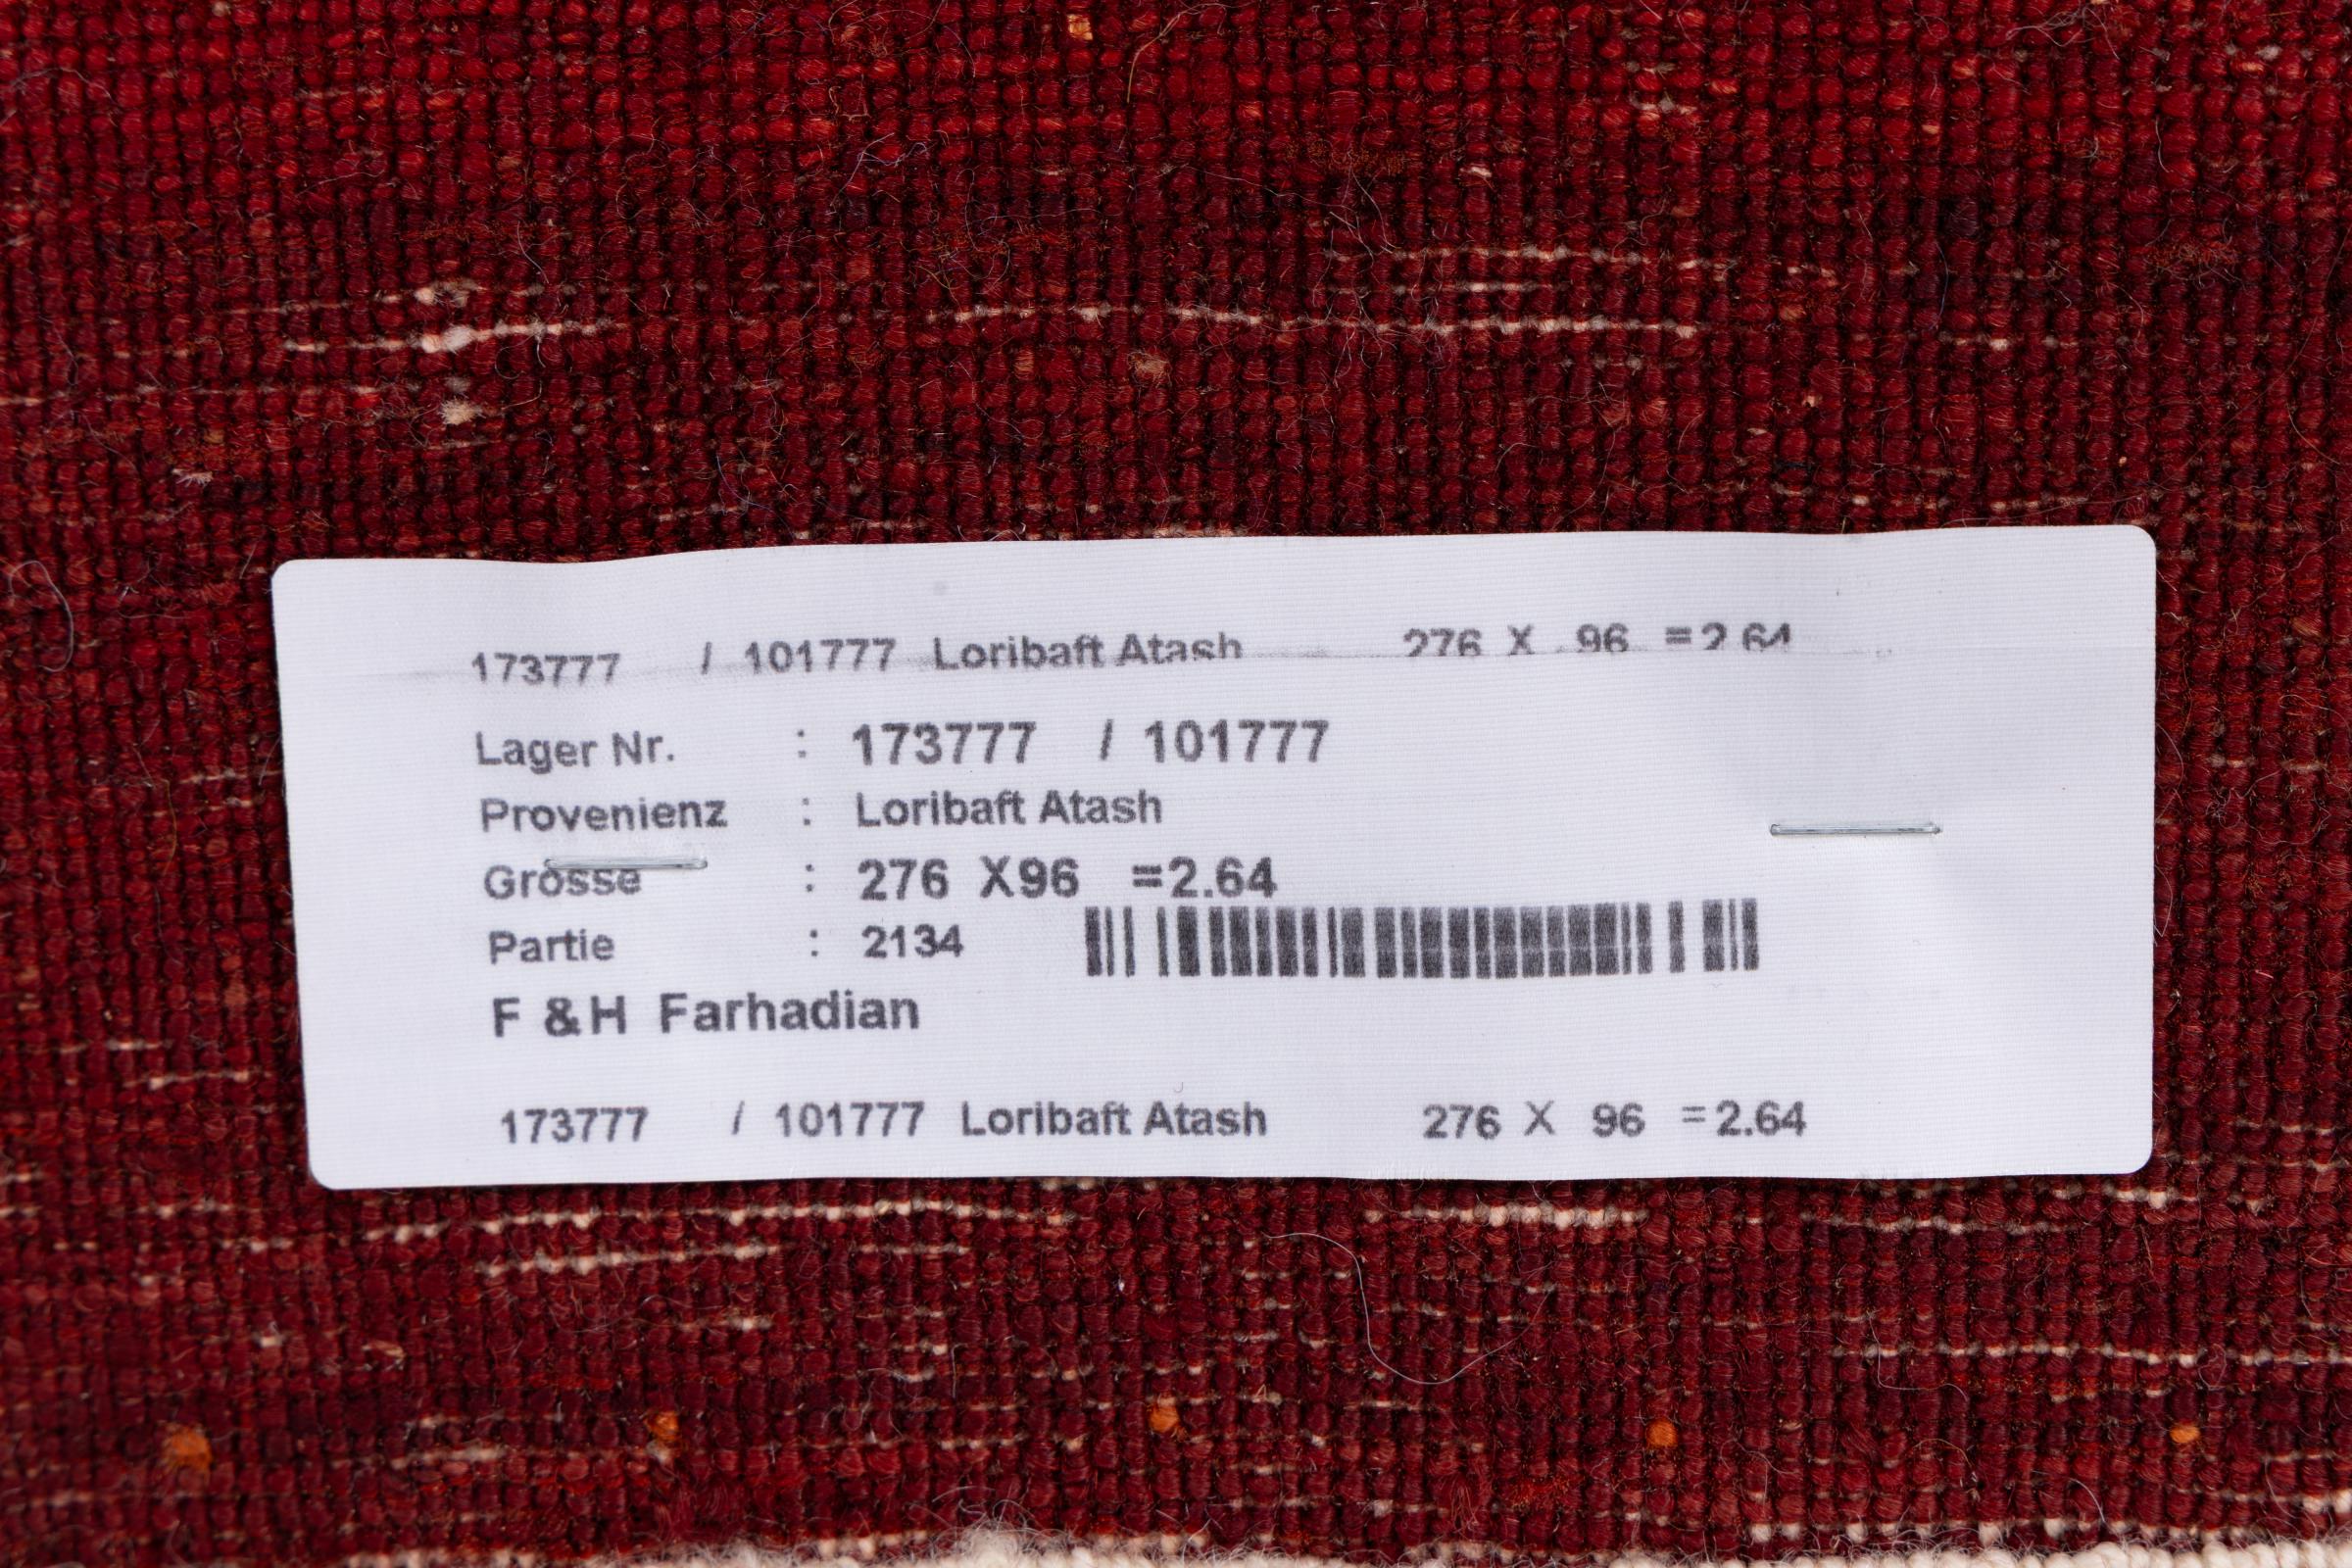 173777 / 101777 Loribaft Atash 276 X 96 =2.64
Lager Nr. : 173777 / 101777
Provenienz : Loribaft Atash
Grösse : 276 X96 =2.64
Partie : 2134
F & H Farhadian
173777 / 101777 Loribaft Atash 276 X 96 =2.64